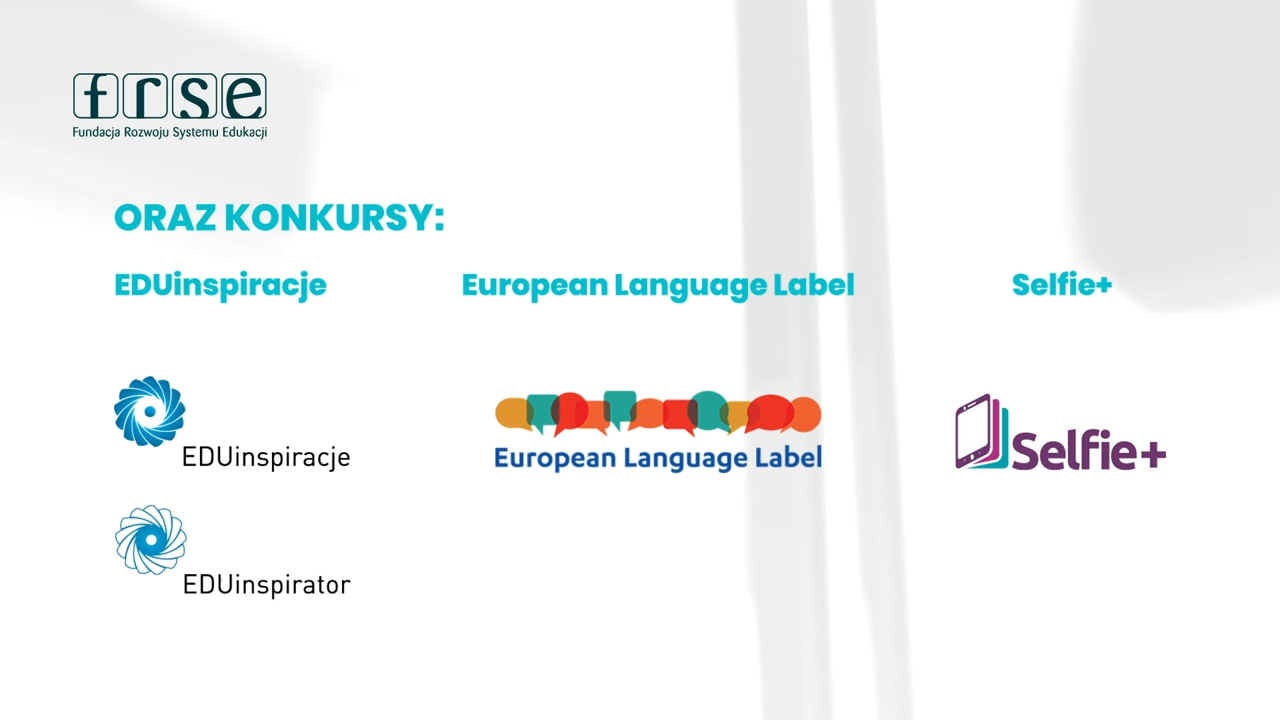 frse
Fundacja Rozwoju Systemu Edukacji
ORAZ KONKURSY:
EDUinspiracje
European Language Label
Selfie+
EDUinspiracje
European Language Label
Selfie+
EDUinspirator